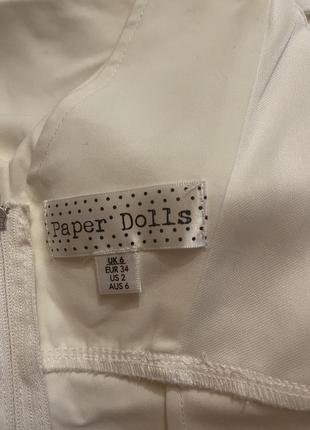 Paper Dolls
UK 6
EUR 34
US 2
AUS 6